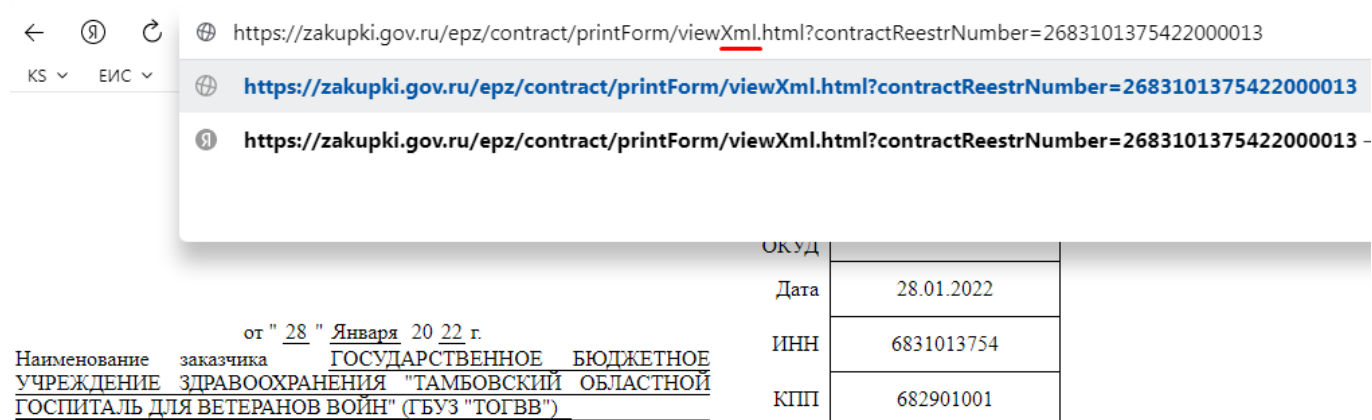 https://zakupki.gov.ru/epz/contract/printForm/viewXml.html?contractReestrNumber=2683101375422000013
KS ЕИС
https://zakupki.gov.ru/epz/contract/printForm/viewXml.html?contractReestrNumber=2683101375422000013
https://zakupki.gov.ru/epz/contract/printForm/viewXml.html?contractReestrNumber=2683101375422000013 –
ОКУД
Дата 28.01.2022
от " 28 " Января 20 22 г.
ИНН 6831013754
Наименование заказчика ГОСУДАРСТВЕННОЕ БЮДЖЕТНОЕ
УЧРЕЖДЕНИЕ ЗДРАВООХРАНЕНИЯ "ТАМБОВСКИЙ ОБЛАСТНОЙ
ГОСПИТАЛЬ ДЛЯ ВЕТЕРАНОВ ВОЙН" (ГБУЗ "ТОГВВ")
КПП 682901001